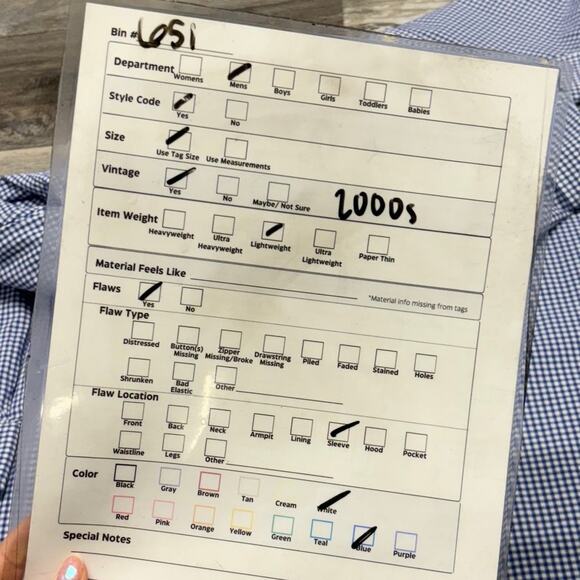 Bin # 6051
Department Womens Mens Boys Girls Toddlers Babies
Style Code Yes No
Size Use Tag Size Use Measurements
Vintage Yes No Maybe/ Not Sure 2000s
Item Weight Heavyweight Ultra Heavyweight Lightweight Ultra Lightweight Paper Thin
Material Feels Like
*Material info missing from tags
Flaws Yes No
Flaw Type
Distressed Button(s) Missing Zipper Missing/Broke Drawstring Missing Piled Faded Stained Holes
Shrunken Bad Elastic Other
Flaw Location
Front Back Neck Armpit Lining Sleeve Hood Pocket
Waistline Legs Other
Color Black Gray Brown Tan Cream White
Red Pink Orange Yellow Green Teal Blue Purple
Special Notes